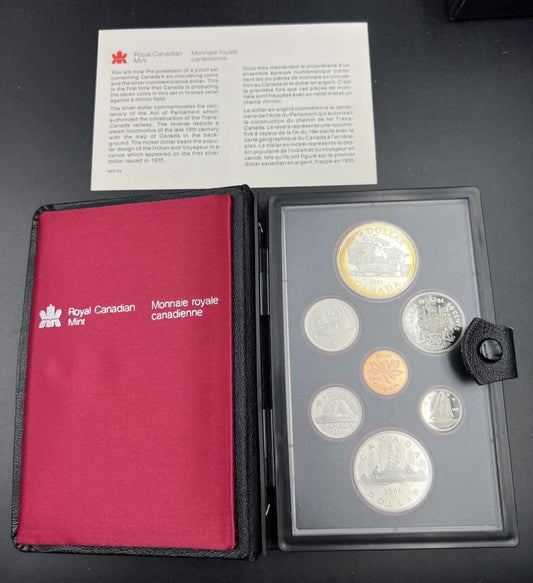 Royal Canadian
Mint
Monnaie royale
canadienne
You are now the possessor of a proof set
containing Canada's six circulating coins
and the silver commemorative dollar. This
is the first time that Canada is producing
the seven coins in this set in frosted relief
against a mirror field.
The silver dollar commemorates the cen-
tenary of the Act of Parliament which
authorized the construction of the Trans-
Canada railway. The reverse depicts a
steam locomotive of the late 19th century
with the map of Canada in the back-
ground. The nickel dollar bears the popu-
lar design of the Indian and Voyageur in a
canoe which appeared on the first silver
dollar issued in 1935.
Vous êtes maintenant le propriétaire d'un
ensemble épreuve numismatique conte-
nant les six pièces de monnaie en circula-
tion au Canada et le dollar en argent. C'est
la première fois que ces pièces de mon-
naie sont frappées avec un relief mat et un
champ miroir.
Le dollar en argent commémore le cente-
naire de l'Acte du Parlement qui autorisait
la construction du chemin de fer Trans-
Canada. Le revers représente une locomo-
tive à vapeur de la fin du 19e siècle avec la
carte géographique du Canada à l'arrière-
plan. Le dollar en nickel représente le des-
sin populaire de l'indien et du voyageur en
canoë, tels qu'ils ont figuré sur le premier
dollar canadien en argent, frappé en 1935.
Royal Canadian
Mint
Monnaie royale
canadienne
DOLLAR
1981
CANADA
50 CENTS
CANADA
CANADA
1981
DOLLAR